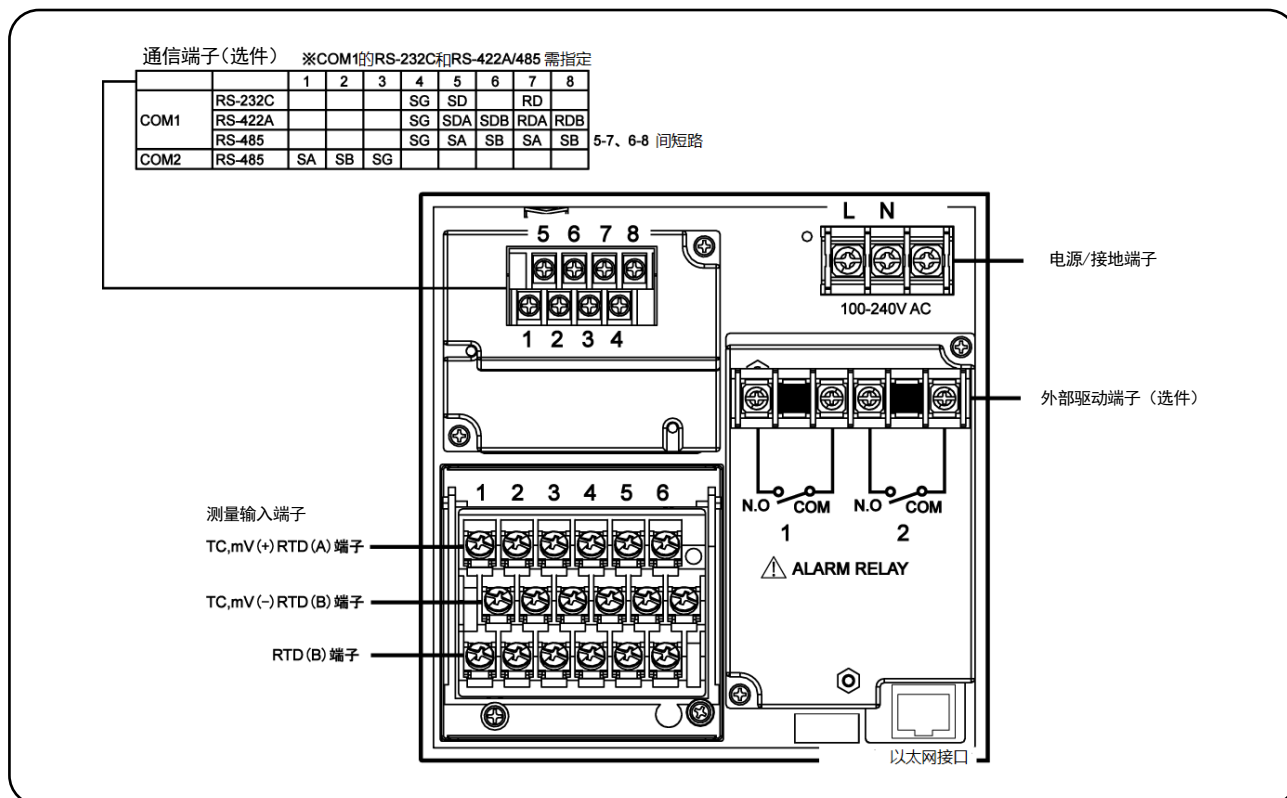 通信端子（选件） ※COM1的RS-232C和RS-422A/485 需指定
1 2 3 4 5 6 7 8
COM1 RS-232C SG SD RD
RS-422A SG SDA SDB RDA RDB
RS-485 SG SA SB SA SB 5-7、6-8 间短路
COM2 RS-485 SA SB SG
L N
5 6 7 8
电源/接地端子
100-240V AC
1 2 3 4
外部驱动端子（选件）
1 2 3 4 5 6
N.O COM N.O COM
测量输入端子
1 2
TC,mV(+)RTD(A)端子
ALARM RELAY
TC,mV(−)RTD(B)端子
RTD(B)端子
以太网接口